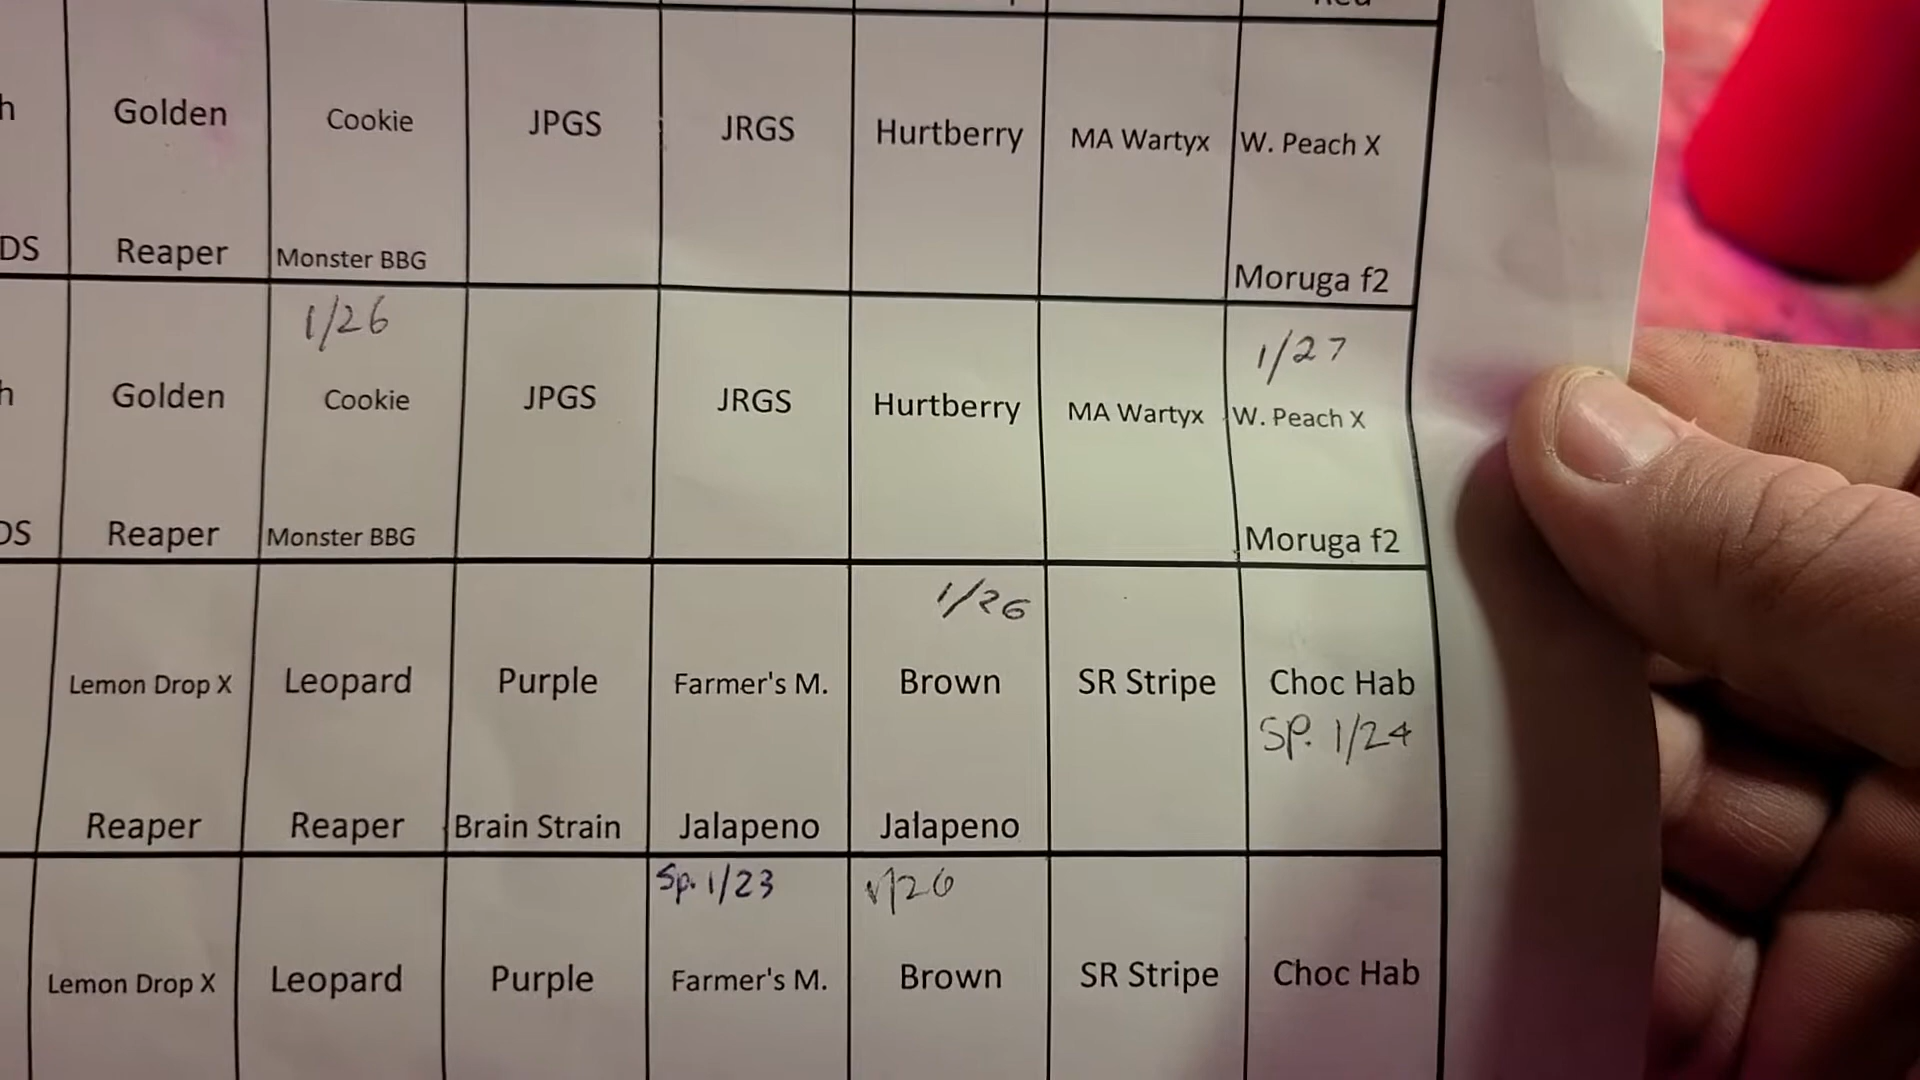 Golden Cookie JPGS JRGS Hurtberry MA Wartyx W. Peach X
DS Reaper Monster BBG Moruga f2
1/26 1/27
Golden Cookie JPGS JRGS Hurtberry MA Wartyx W. Peach X
DS Reaper Monster BBG Moruga f2
1/26
Lemon Drop X Leopard Purple Farmer's M. Brown SR Stripe Choc Hab
Sp. 1/24
Reaper Reaper Brain Strain Jalapeno Jalapeno
Sp. 1/23 1/26
Lemon Drop X Leopard Purple Farmer's M. Brown SR Stripe Choc Hab